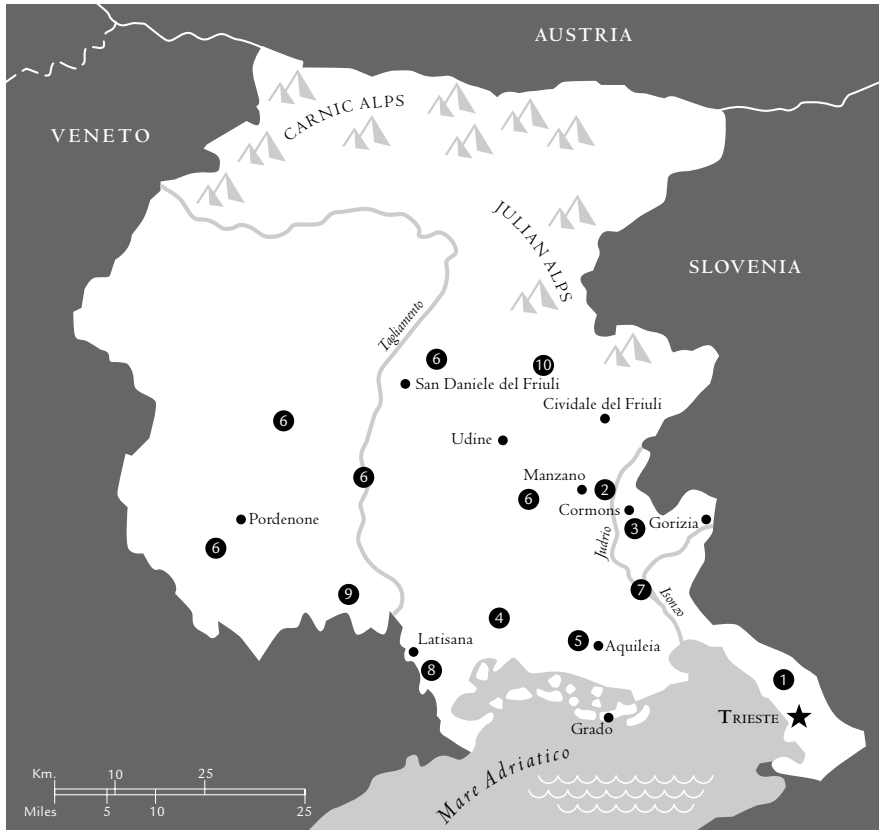 AUSTRIA
CARNIC ALPS
VENETO
JULIAN ALPS
SLOVENIA
Tagliamento
6
10
San Daniele del Friuli
Cividale del Friuli
6
Udine
6
Manzano
2
6
Cormons
3
Gorizia
Pordenone
Judrio
6
7
Isonzo
9
4
5
Aquileia
Latisana
8
1
TRIESTE
Grado
Mare Adriatico
Km. 10 25
Miles 5 10 25